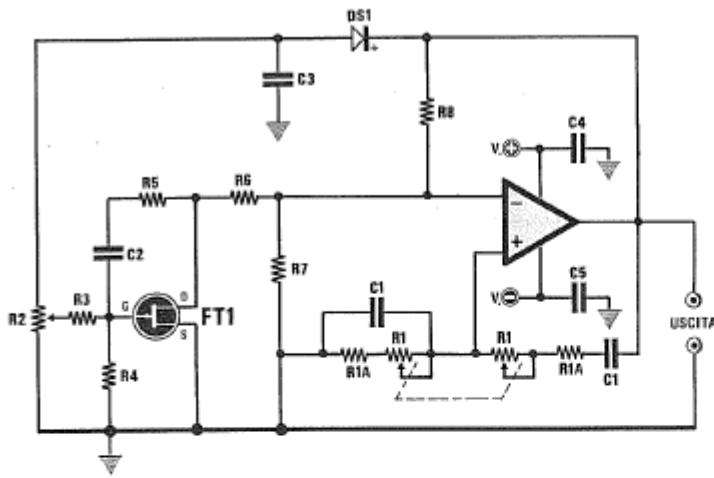 DS1
+
C3
R8
C4
V.
R5
R6
−
+
C2
R7
C5
R3
G
D
C1
V.
R2
S
FT1
USCITA
R1
R1
R4
R1A
R1A
C1